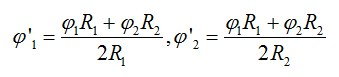 φ'₁ = (φ₁R₁ + φ₂R₂) / 2R₁ , φ'₂ = (φ₁R₁ + φ₂R₂) / 2R₂